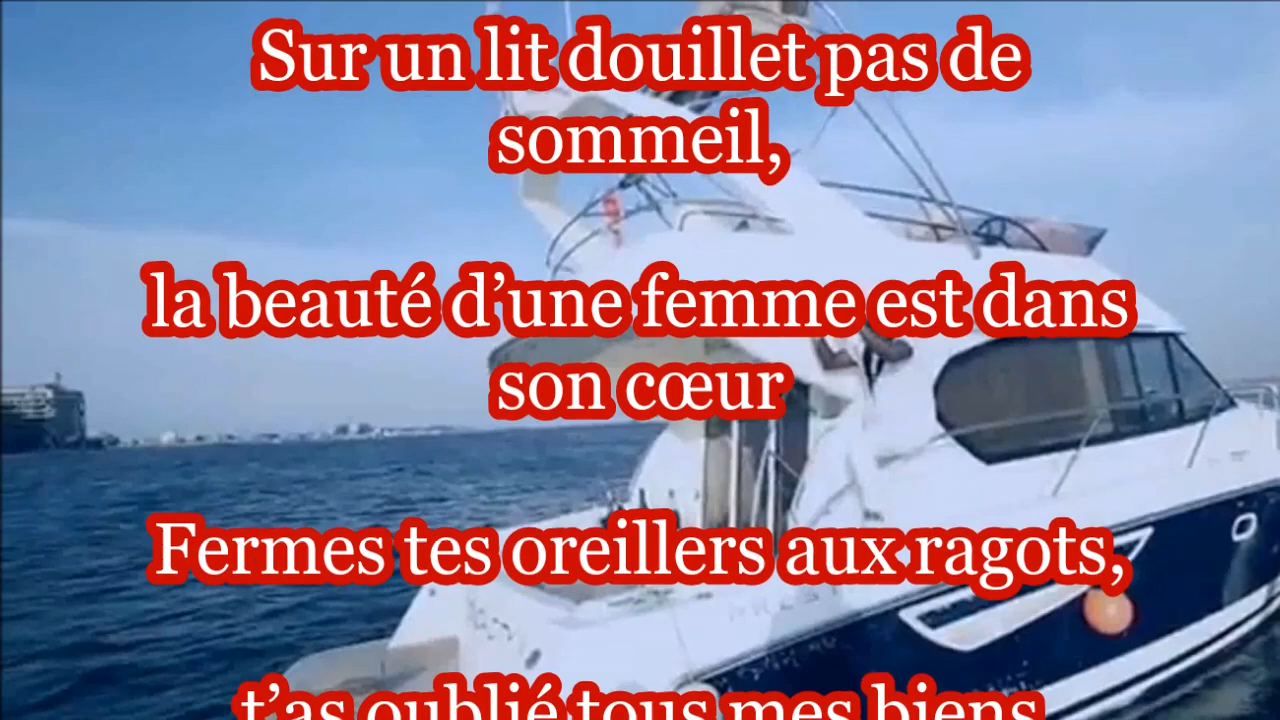 Sur un lit douillet pas de
sommeil,
la beauté d’une femme est dans
son cœur
Fermes tes oreillers aux ragots,
t’as oublié tous mes biens